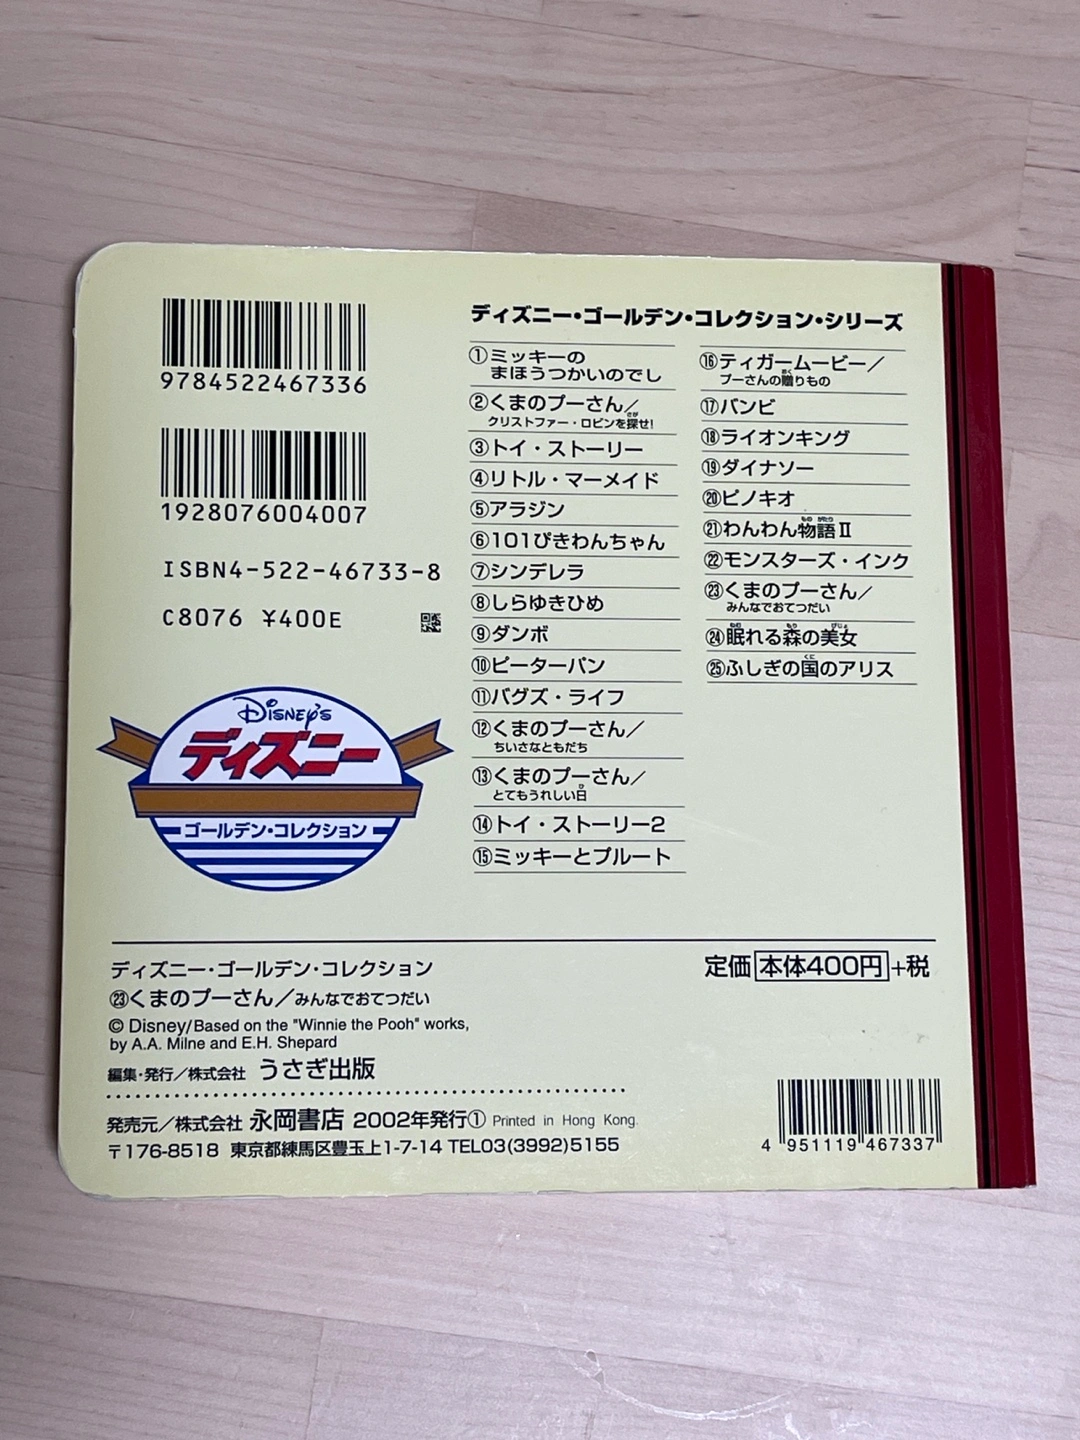 9784522467336
1928076004007
ISBN4-522-46733-8
C8076 ¥400E
DISNEY'S
ディズニー
ゴールデン・コレクション
ディズニー・ゴールデン・コレクション・シリーズ
①ミッキーの
まほうつかいのでし
②くまのプーさん／
クリストファー・ロビンを探せ!
③トイ・ストーリー
④リトル・マーメイド
⑤アラジン
⑥101ぴきわんちゃん
⑦シンデレラ
⑧しらゆきひめ
⑨ダンボ
⑩ピーターパン
⑪バグズ・ライフ
⑫くまのプーさん／
ちいさなともだち
⑬くまのプーさん／
とてもうれしい日
⑭トイ・ストーリー2
⑮ミッキーとプルート
⑯ティガームービー／
プーさんの贈りもの
⑰バンビ
⑱ライオンキング
⑲ダイナソー
⑳ピノキオ
㉑わんわん物語Ⅱ
㉒モンスターズ・インク
㉓くまのプーさん／
みんなでおてつだい
㉔眠れる森の美女
㉕ふしぎの国のアリス
ディズニー・ゴールデン・コレクション
㉓くまのプーさん／みんなでおてつだい
定価本体400円+税
© Disney/Based on the "Winnie the Pooh" works,
by A.A. Milne and E.H. Shepard
編集・発行／株式会社 うさぎ出版
発売元／株式会社 永岡書店 2002年発行① Printed in Hong Kong.
〒176-8518 東京都練馬区豊玉上1-7-14 TEL03(3992)5155
4 951119 467337